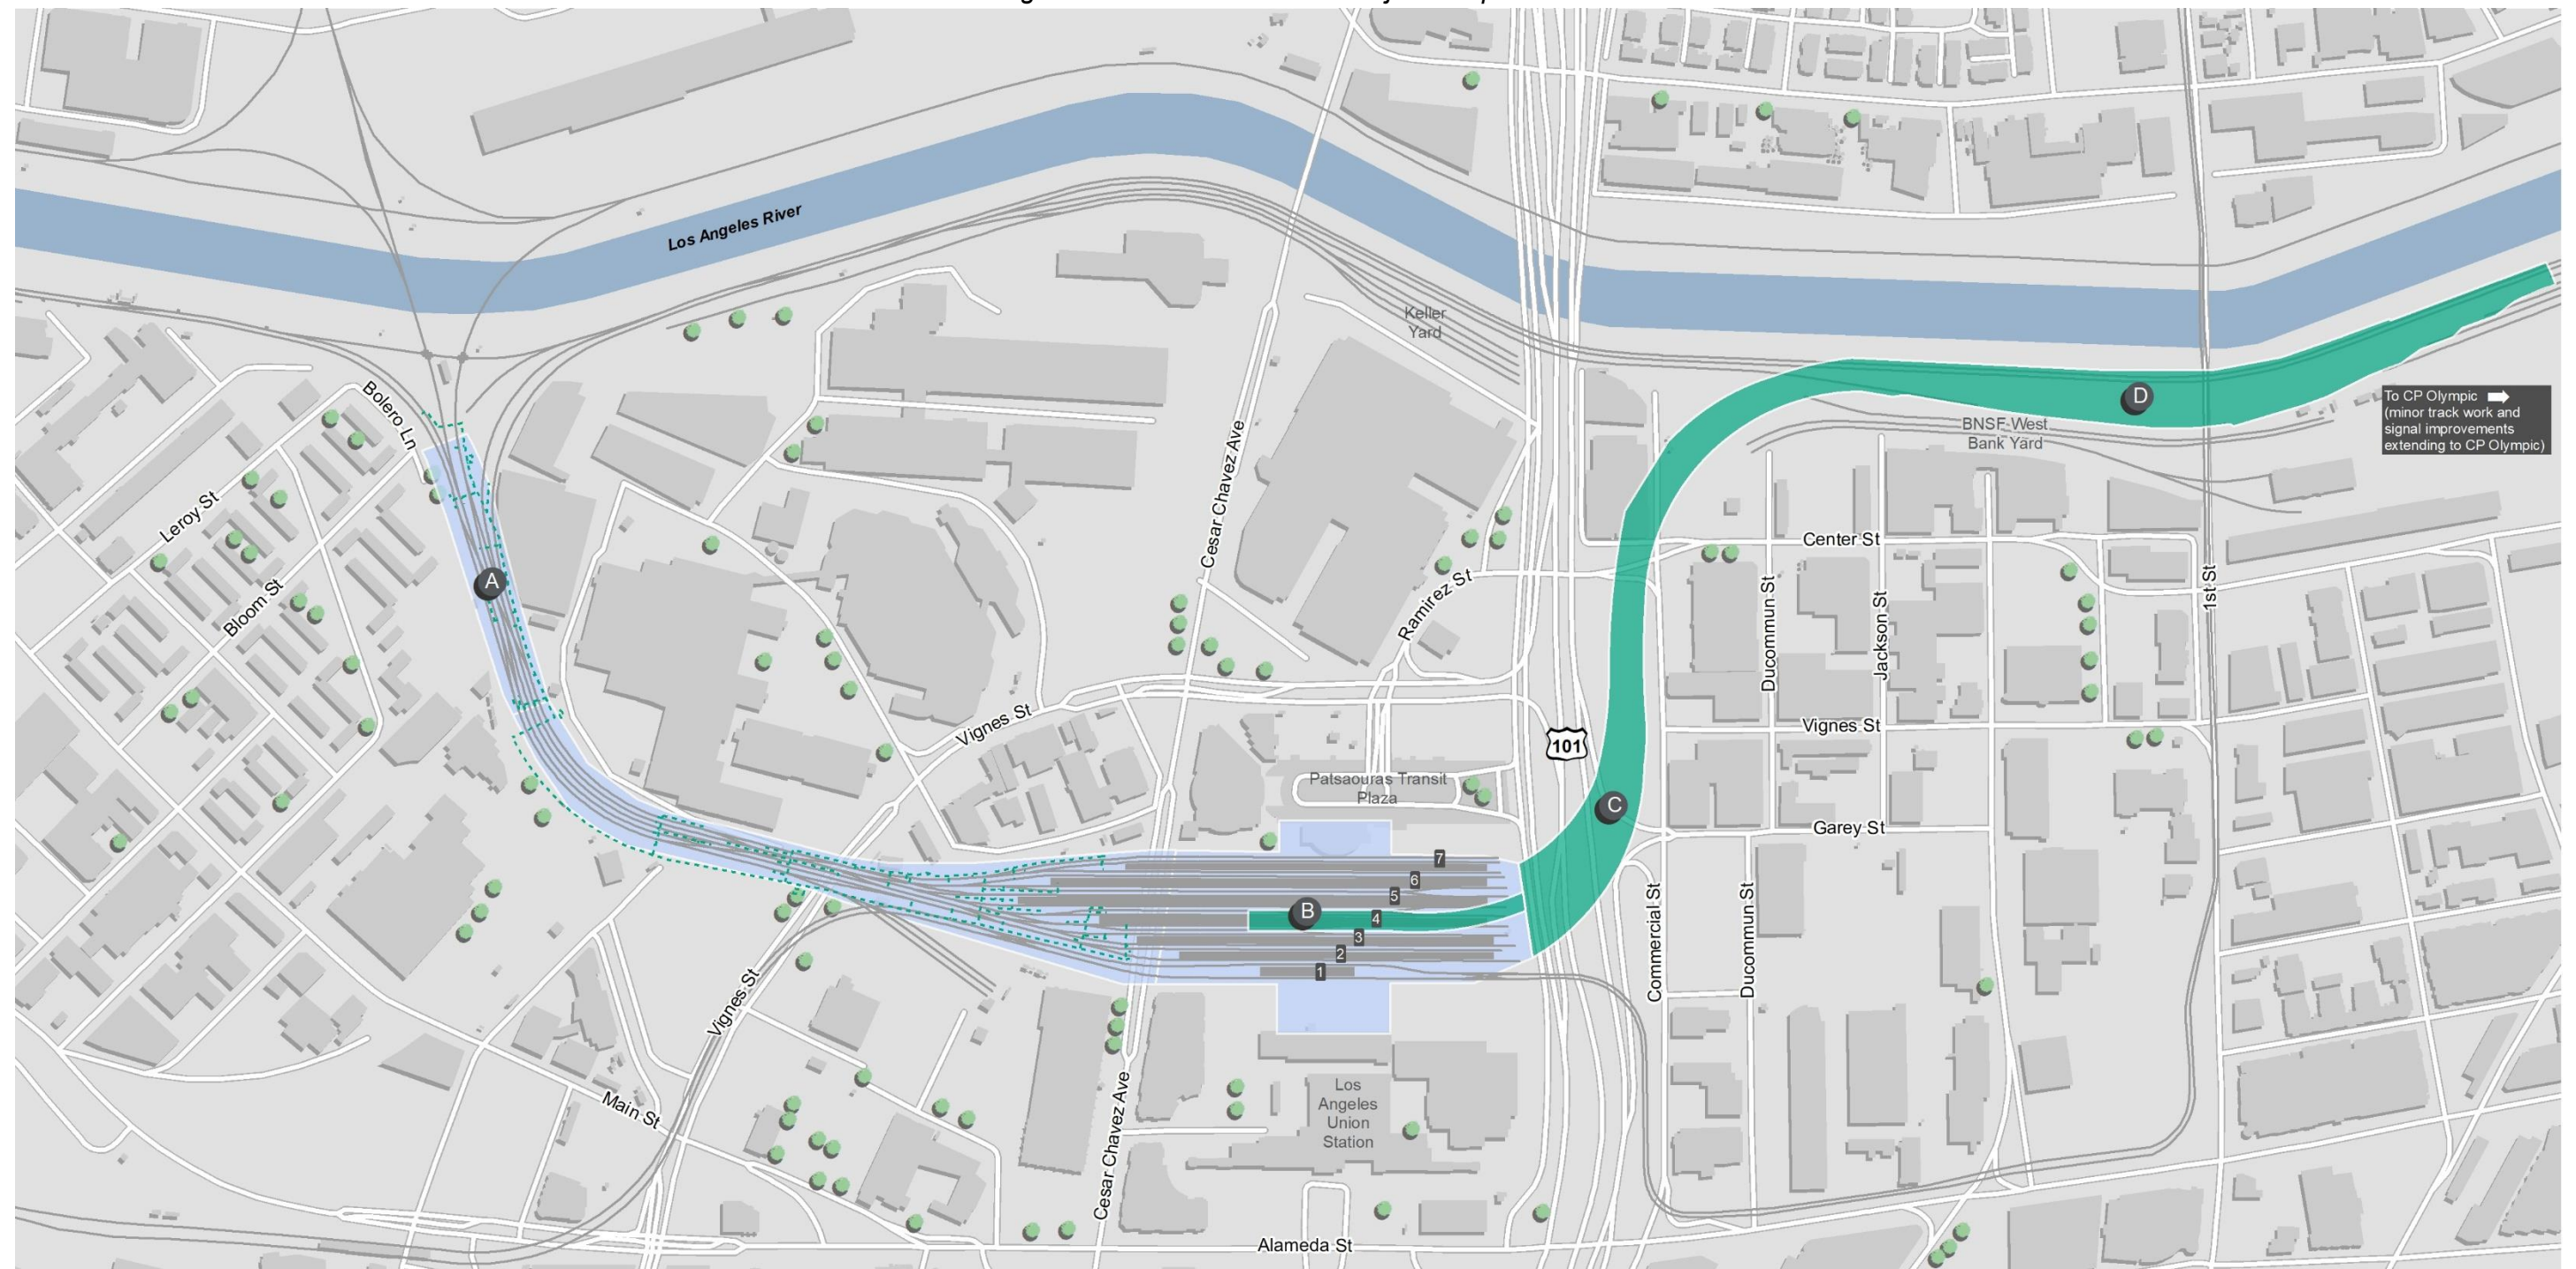 Los Angeles River
Keller
Yard
Bolero Ln
Leroy St
Bloom St
Cesar Chavez Ave
Ramirez St
Vignes St
Patsaouras Transit
Plaza
101
A
B
C
D
To CP Olympic
(minor track work and
signal improvements
extending to CP Olympic)
BNSF West
Bank Yard
Center St
Ducommun St
Jackson St
1st St
Vignes St
Garey St
7
6
5
4
3
2
1
Commercial St
Ducommun St
Vignes St
Main St
Cesar Chavez Ave
Los
Angeles
Union
Station
Alameda St